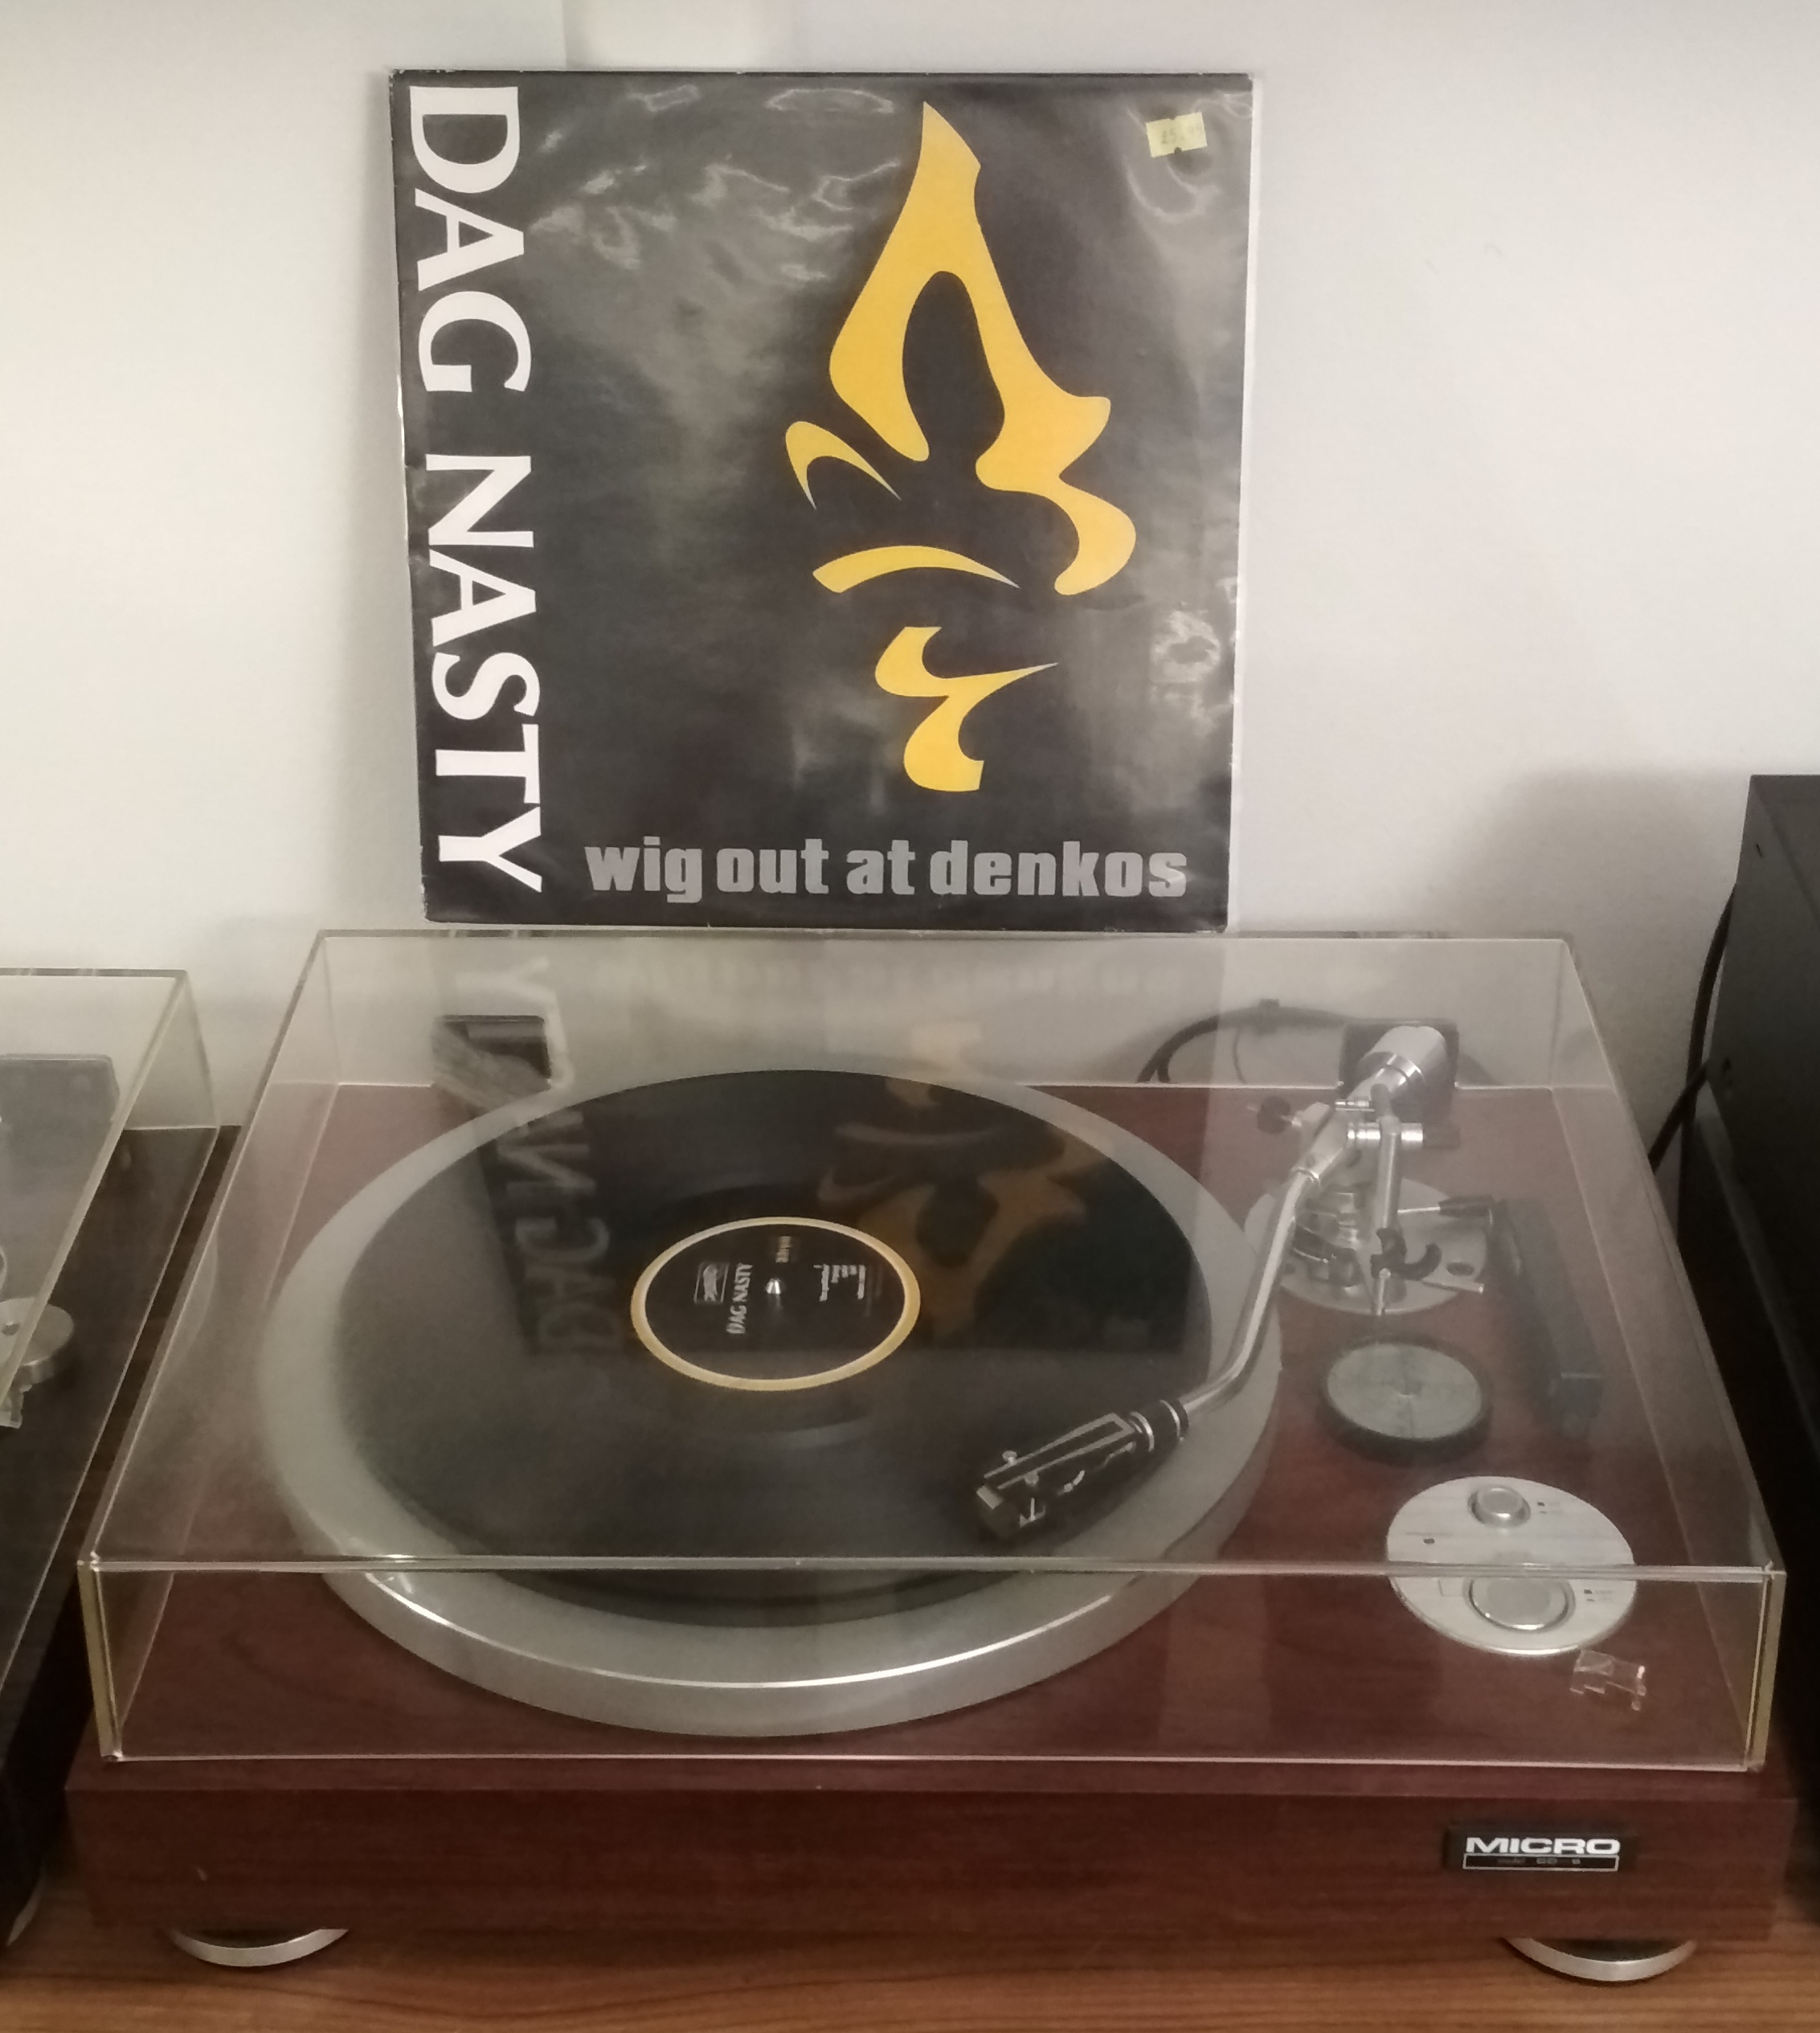 DAG NASTY
wig out at denkos
DAG NASTY
MICRO